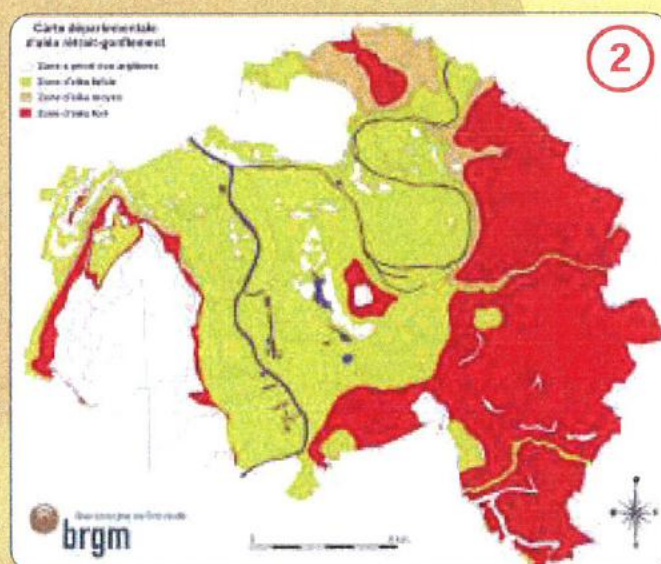 Carte départementale
d'aléa retrait-gonflement
2
Zone a priori non argileuse
Zone d'aléa faible
Zone d'aléa moyen
Zone d'aléa fort
brgm